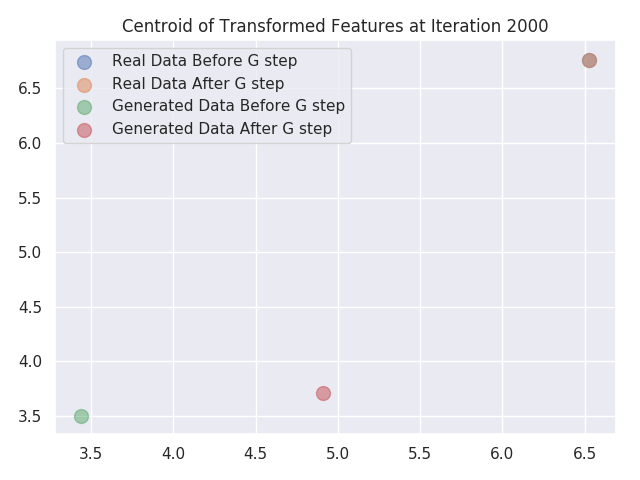 Centroid of Transformed Features at Iteration 2000
Real Data Before G step
Real Data After G step
Generated Data Before G step
Generated Data After G step
6.5
6.0
5.5
5.0
4.5
4.0
3.5
3.5 4.0 4.5 5.0 5.5 6.0 6.5